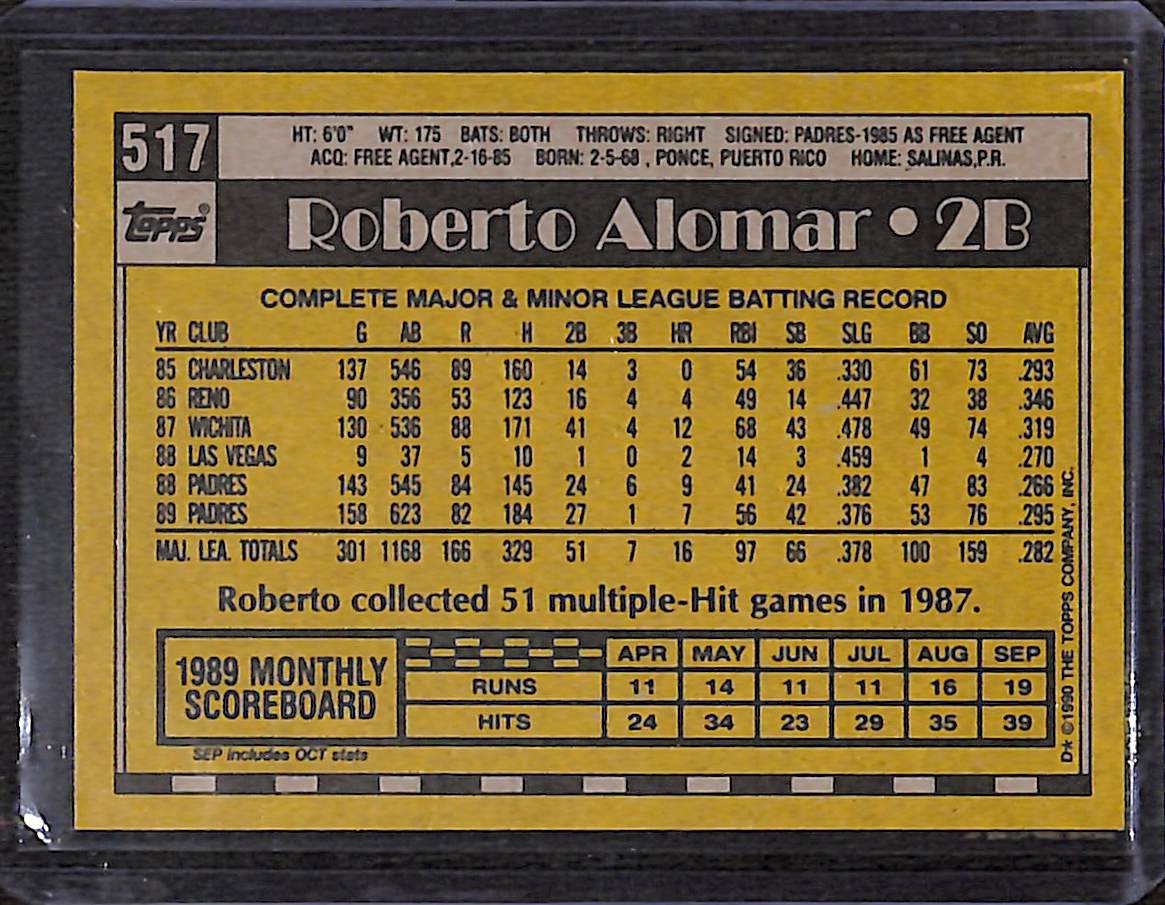 517
HT: 6'0" WT: 175 BATS: BOTH THROWS: RIGHT SIGNED: PADRES-1985 AS FREE AGENT
ACQ: FREE AGENT,2-16-85 BORN: 2-5-68 , PONCE, PUERTO RICO HOME: SALINAS,P.R.
TOPPS®
Roberto Alomar • 2B
COMPLETE MAJOR & MINOR LEAGUE BATTING RECORD
YR CLUB G AB R H 2B 3B HR RBI SB SLG BB SO AVG
85 CHARLESTON 137 546 89 160 14 3 0 54 36 .330 61 73 .293
86 RENO 90 356 53 123 16 4 4 49 14 .447 32 38 .346
87 WICHITA 130 536 88 171 41 4 12 68 43 .478 49 74 .319
88 LAS VEGAS 9 37 5 10 1 0 2 14 3 .459 1 4 .270
88 PADRES 143 545 84 145 24 6 9 41 24 .382 47 83 .266
89 PADRES 158 623 82 184 27 1 7 56 42 .376 53 76 .295
MAJ. LEA. TOTALS 301 1168 166 329 51 7 16 97 66 .378 100 159 .282
Roberto collected 51 multiple-Hit games in 1987.
1989 MONTHLY
SCOREBOARD
APR MAY JUN JUL AUG SEP
RUNS 11 14 11 11 16 19
HITS 24 34 23 29 35 39
SEP includes OCT stats
D* ©1990 THE TOPPS COMPANY, INC.